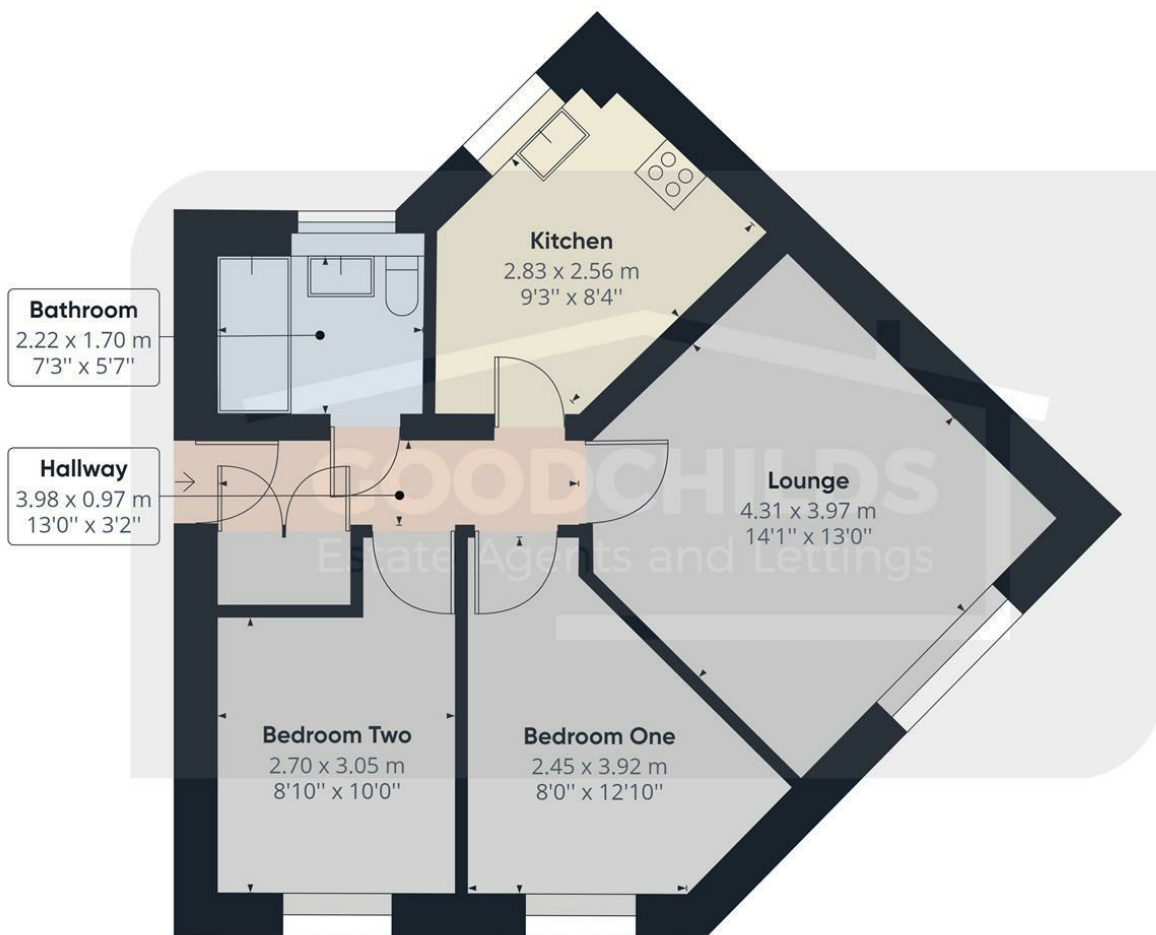 Kitchen
2.83 x 2.56 m
9'3'' x 8'4''
Bathroom
2.22 x 1.70 m
7'3'' x 5'7''
Hallway
3.98 x 0.97 m
13'0'' x 3'2''
GOODCHILDS
Estate Agents and Lettings
Lounge
4.31 x 3.97 m
14'1'' x 13'0''
Bedroom Two
2.70 x 3.05 m
8'10'' x 10'0''
Bedroom One
2.45 x 3.92 m
8'0'' x 12'10''